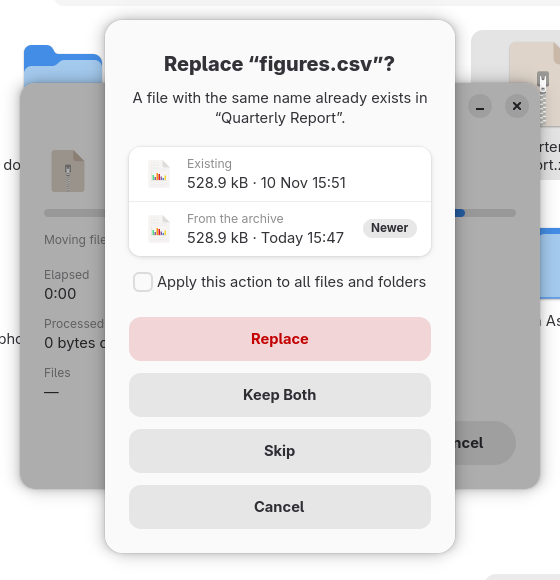 Replace “figures.csv”?
A file with the same name already exists in
“Quarterly Report”.
Existing
528.9 kB · 10 Nov 15:51
From the archive
528.9 kB · Today 15:47
Newer
Apply this action to all files and folders
Replace
Keep Both
Skip
Cancel
Moving
Elapsed
0:00
Processed
0 bytes
Files
—